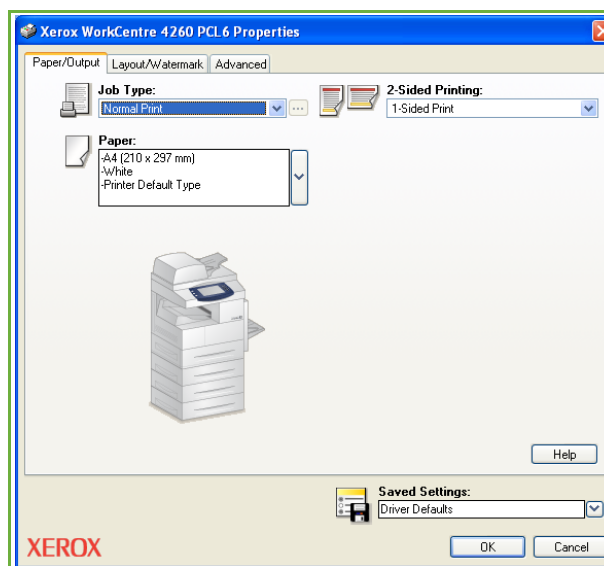 Xerox WorkCentre 4260 PCL6 Properties
Paper/Output Layout/Watermark Advanced
Job Type:
Normal Print
...
2-Sided Printing:
1-Sided Print
Paper:
-A4 (210 x 297 mm)
-White
-Printer Default Type
Help
Saved Settings:
Driver Defaults
XEROX
OK Cancel